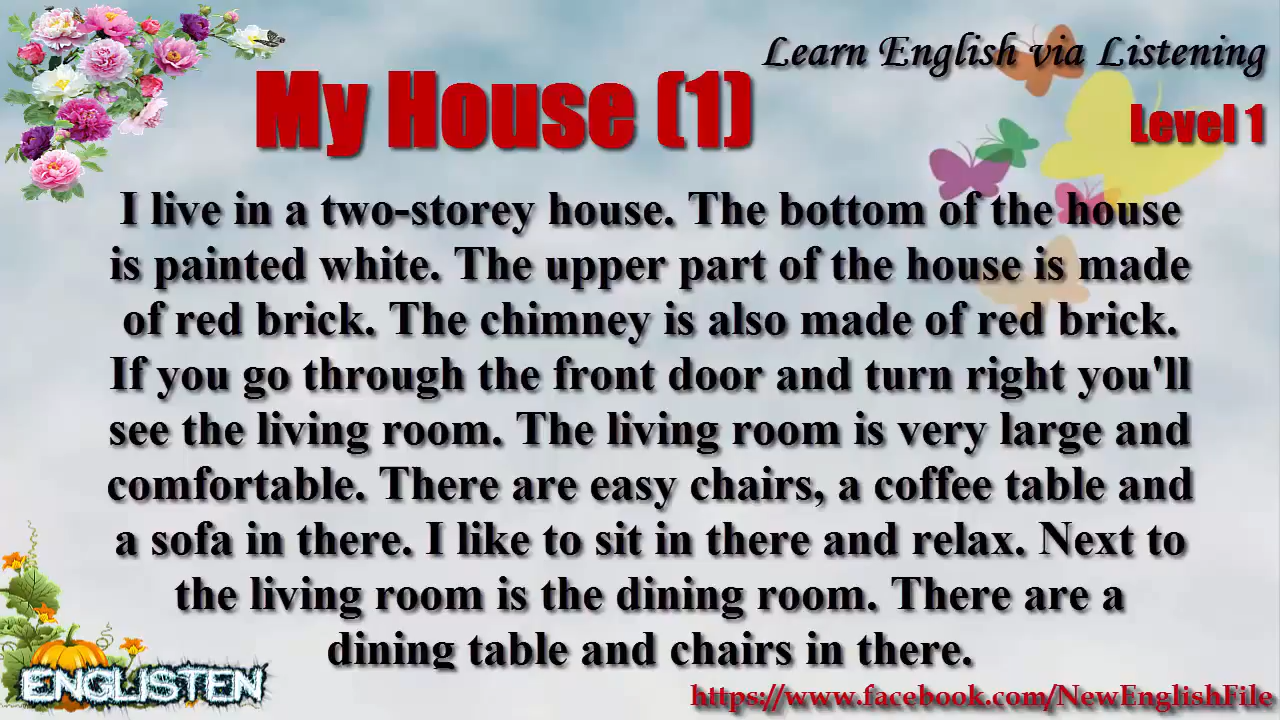 Learn English via Listening
My House (1)
Level 1
I live in a two-storey house. The bottom of the house
is painted white. The upper part of the house is made
of red brick. The chimney is also made of red brick.
If you go through the front door and turn right you'll
see the living room. The living room is very large and
comfortable. There are easy chairs, a coffee table and
a sofa in there. I like to sit in there and relax. Next to
the living room is the dining room. There are a
dining table and chairs in there.
ENGLISTEN
https://www.facebook.com/NewEnglishFile